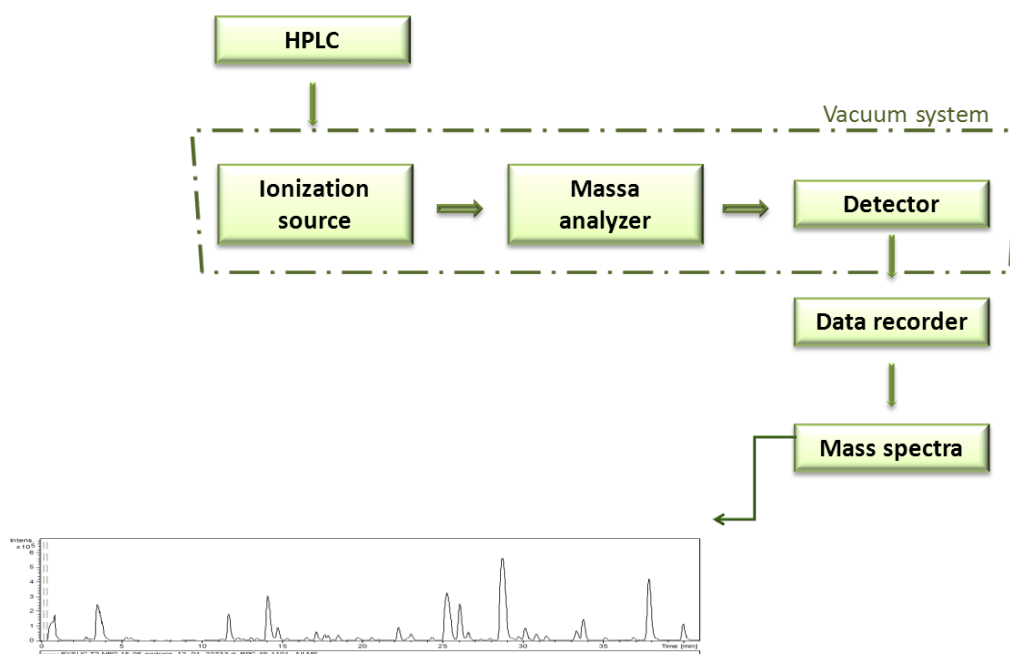 HPLC
Vacuum system
Ionization
source
Massa
analyzer
Detector
Data recorder
Mass spectra
Intens.
x10
6
5
4
3
2
1
0
0 5 10 15 20 25 30 35 Time [min]